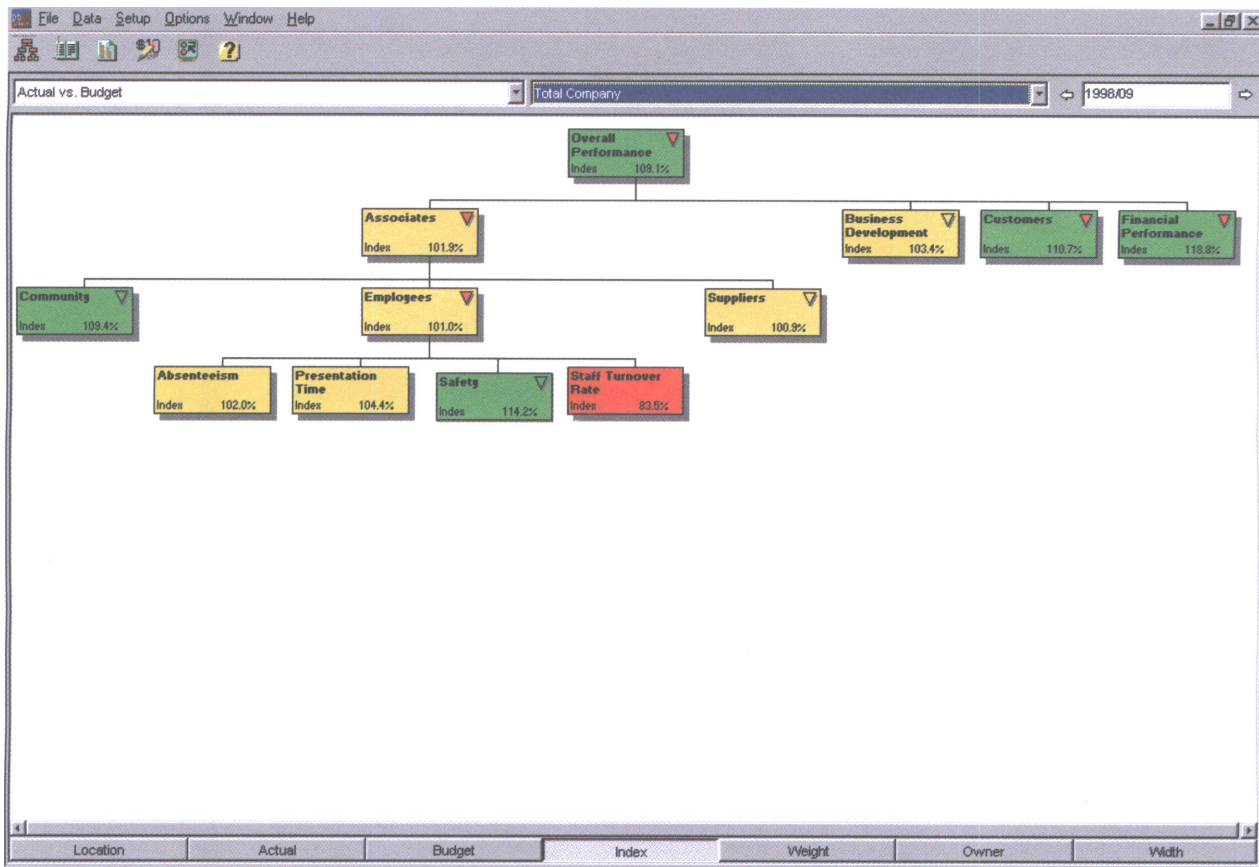 File Data Setup Options Window Help
Actual vs. Budget
Total Company
1998/09
Overall
Performance
Index 109.1%
Associates
Index 101.9%
Business
Development
Index 103.4%
Customers
Index 110.7%
Financial
Performance
Index 118.8%
Community
Index 109.4%
Employees
Index 101.0%
Suppliers
Index 100.9%
Absenteeism
Index 102.0%
Presentation
Time
Index 104.4%
Safety
Index 114.2%
Staff Turnover
Rate
Index 83.5%
Location Actual Budget Index Weight Owner Width